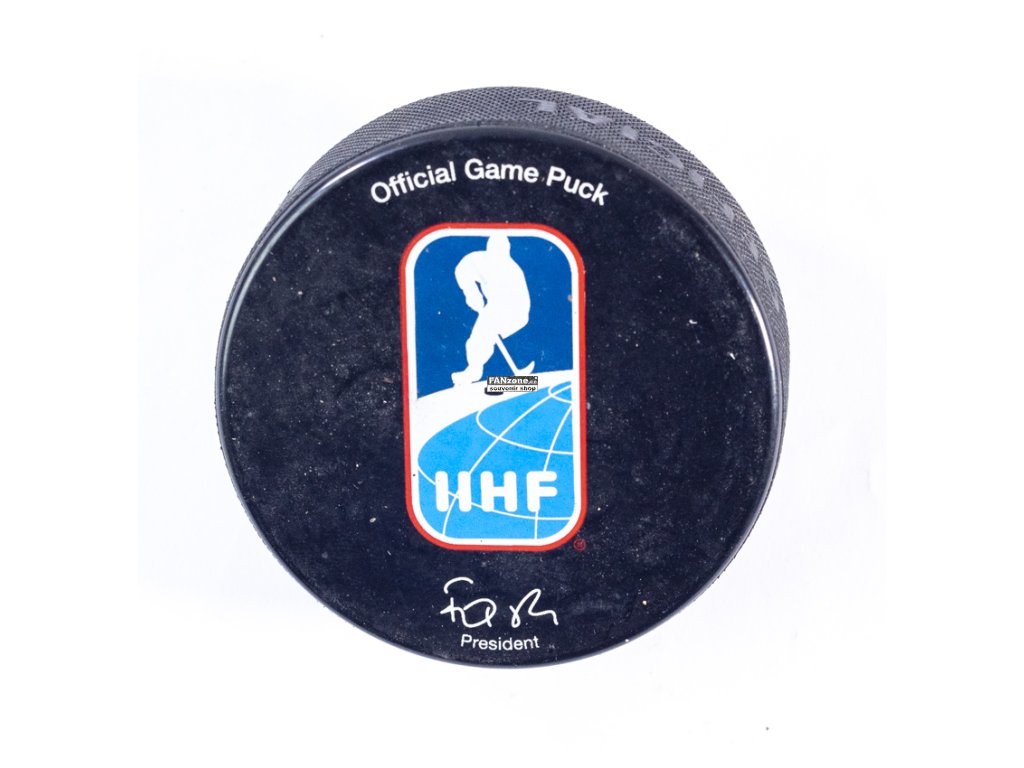 Official Game Puck
FANzone.cz
souvenir shop
IIHF
President